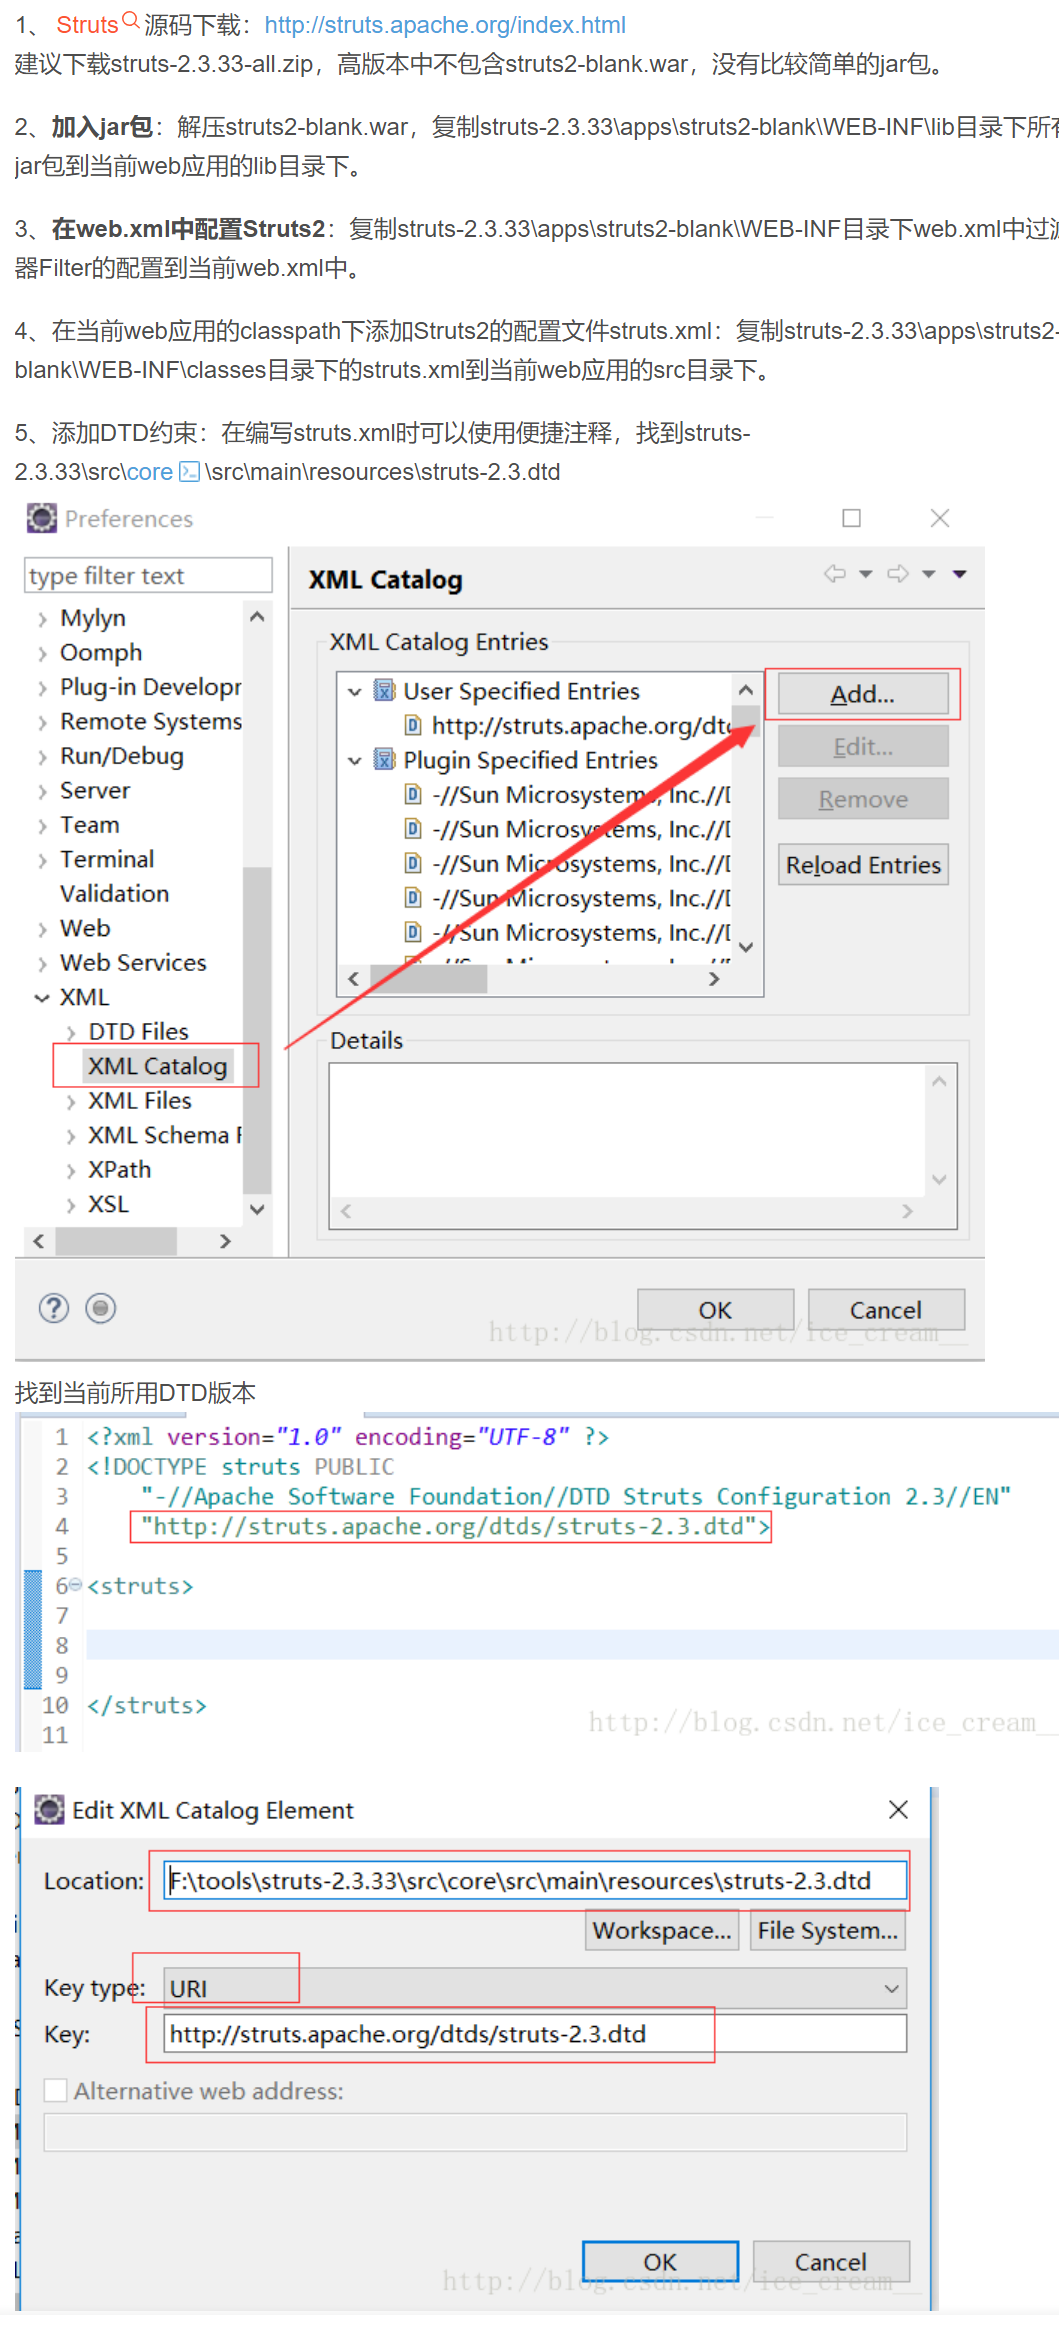 1、 Struts 源码下载：http://struts.apache.org/index.html
建议下载struts-2.3.33-all.zip，高版本中不包含struts2-blank.war，没有比较简单的jar包。
2、加入jar包：解压struts2-blank.war，复制struts-2.3.33\apps\struts2-blank\WEB-INF\lib目录下所有
jar包到当前web应用的lib目录下。
3、在web.xml中配置Struts2：复制struts-2.3.33\apps\struts2-blank\WEB-INF目录下web.xml中过滤
器Filter的配置到当前web.xml中。
4、在当前web应用的classpath下添加Struts2的配置文件struts.xml：复制struts-2.3.33\apps\struts2-
blank\WEB-INF\classes目录下的struts.xml到当前web应用的src目录下。
5、添加DTD约束：在编写struts.xml时可以使用便捷注释，找到struts-
2.3.33\src\core \src\main\resources\struts-2.3.dtd
Preferences
type filter text
Mylyn
Oomph
Plug-in Developr
Remote Systems
Run/Debug
Server
Team
Terminal
Validation
Web
Web Services
XML
DTD Files
XML Catalog
XML Files
XML Schema F
XPath
XSL
XML Catalog
XML Catalog Entries
User Specified Entries
http://struts.apache.org/dtd
Plugin Specified Entries
-//Sun Microsystems, Inc.//D
-//Sun Microsystems, Inc.//D
-//Sun Microsystems, Inc.//D
-//Sun Microsystems, Inc.//D
-//Sun Microsystems, Inc.//D
Add...
Edit...
Remove
Reload Entries
Details
OK
Cancel
http://blog.csdn.net/ice_cream__
找到当前所用DTD版本
1 <?xml version="1.0" encoding="UTF-8" ?>
2 <!DOCTYPE struts PUBLIC
3 "-//Apache Software Foundation//DTD Struts Configuration 2.3//EN"
4 "http://struts.apache.org/dtds/struts-2.3.dtd">
5
6 <struts>
7
8
9
10 </struts>
11
http://blog.csdn.net/ice_cream__
Edit XML Catalog Element
Location: F:\tools\struts-2.3.33\src\core\src\main\resources\struts-2.3.dtd
Workspace... File System...
Key type: URI
Key: http://struts.apache.org/dtds/struts-2.3.dtd
Alternative web address:
OK Cancel
http://blog.csdn.net/ice_cream__